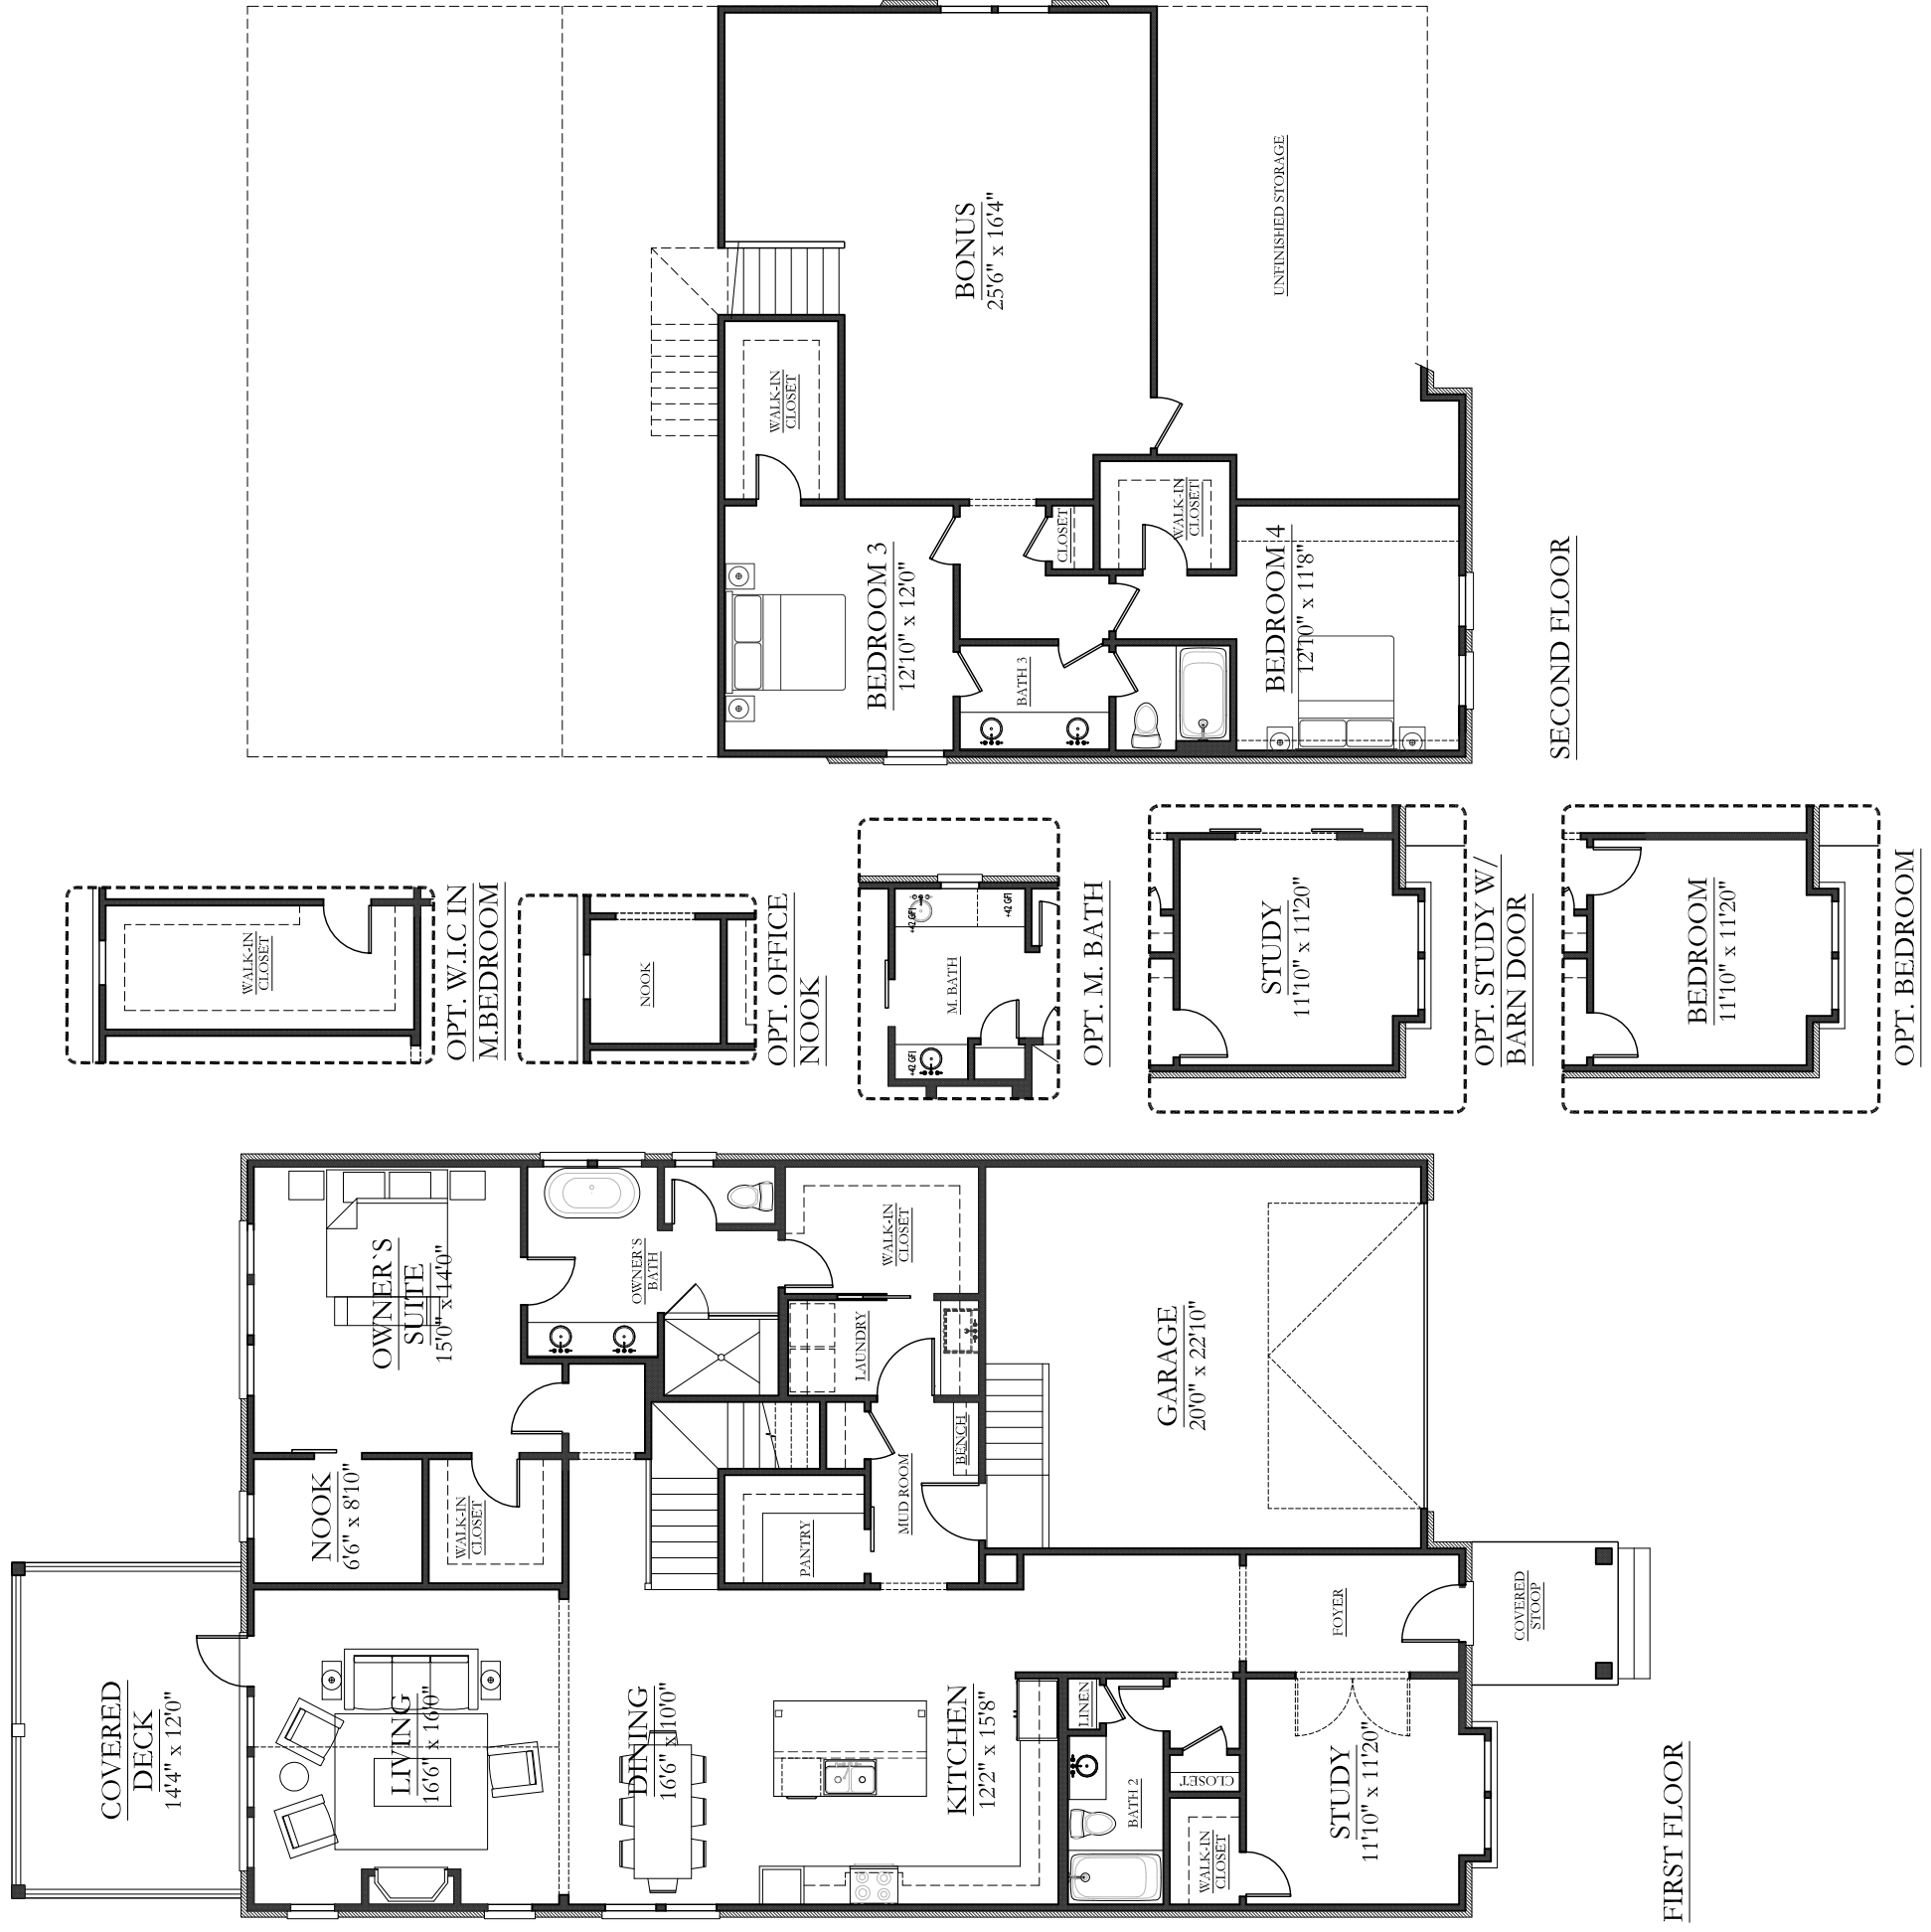 COVERED
DECK
14'4" x 12'0"
LIVING
16'6" x 16'0"
DINING
16'6" x 10'0"
KITCHEN
12'2" x 15'8"
NOOK
6'6" x 8'10"
WALK-IN
CLOSET
OWNER`S
SUITE
15'0" x 14'0"
OWNER`S
BATH
WALK-IN
CLOSET
LAUNDRY
PANTRY
MUD ROOM
BENCH
GARAGE
20'0" x 22'10"
LINEN
BATH 2
CLOSET
WALK-IN
CLOSET
FOYER
STUDY
11'10" x 11'20"
COVERED
STOOP
FIRST FLOOR
WALK-IN
CLOSET
OPT. W.I.C IN
M.BEDROOM
NOOK
OPT. OFFICE
NOOK
+42 GFI
+42 GFI
+42 GFI
M. BATH
OPT. M. BATH
STUDY
11'10" x 11'20"
OPT. STUDY W/
BARN DOOR
BEDROOM
11'10" x 11'20"
OPT. BEDROOM
WALK-IN
CLOSET
BONUS
25'6" x 16'4"
UNFINISHED STORAGE
BEDROOM 3
12'10" x 12'0"
CLOSET
WALK-IN
CLOSET
BATH 3
BEDROOM 4
12'10" x 11'8"
SECOND FLOOR